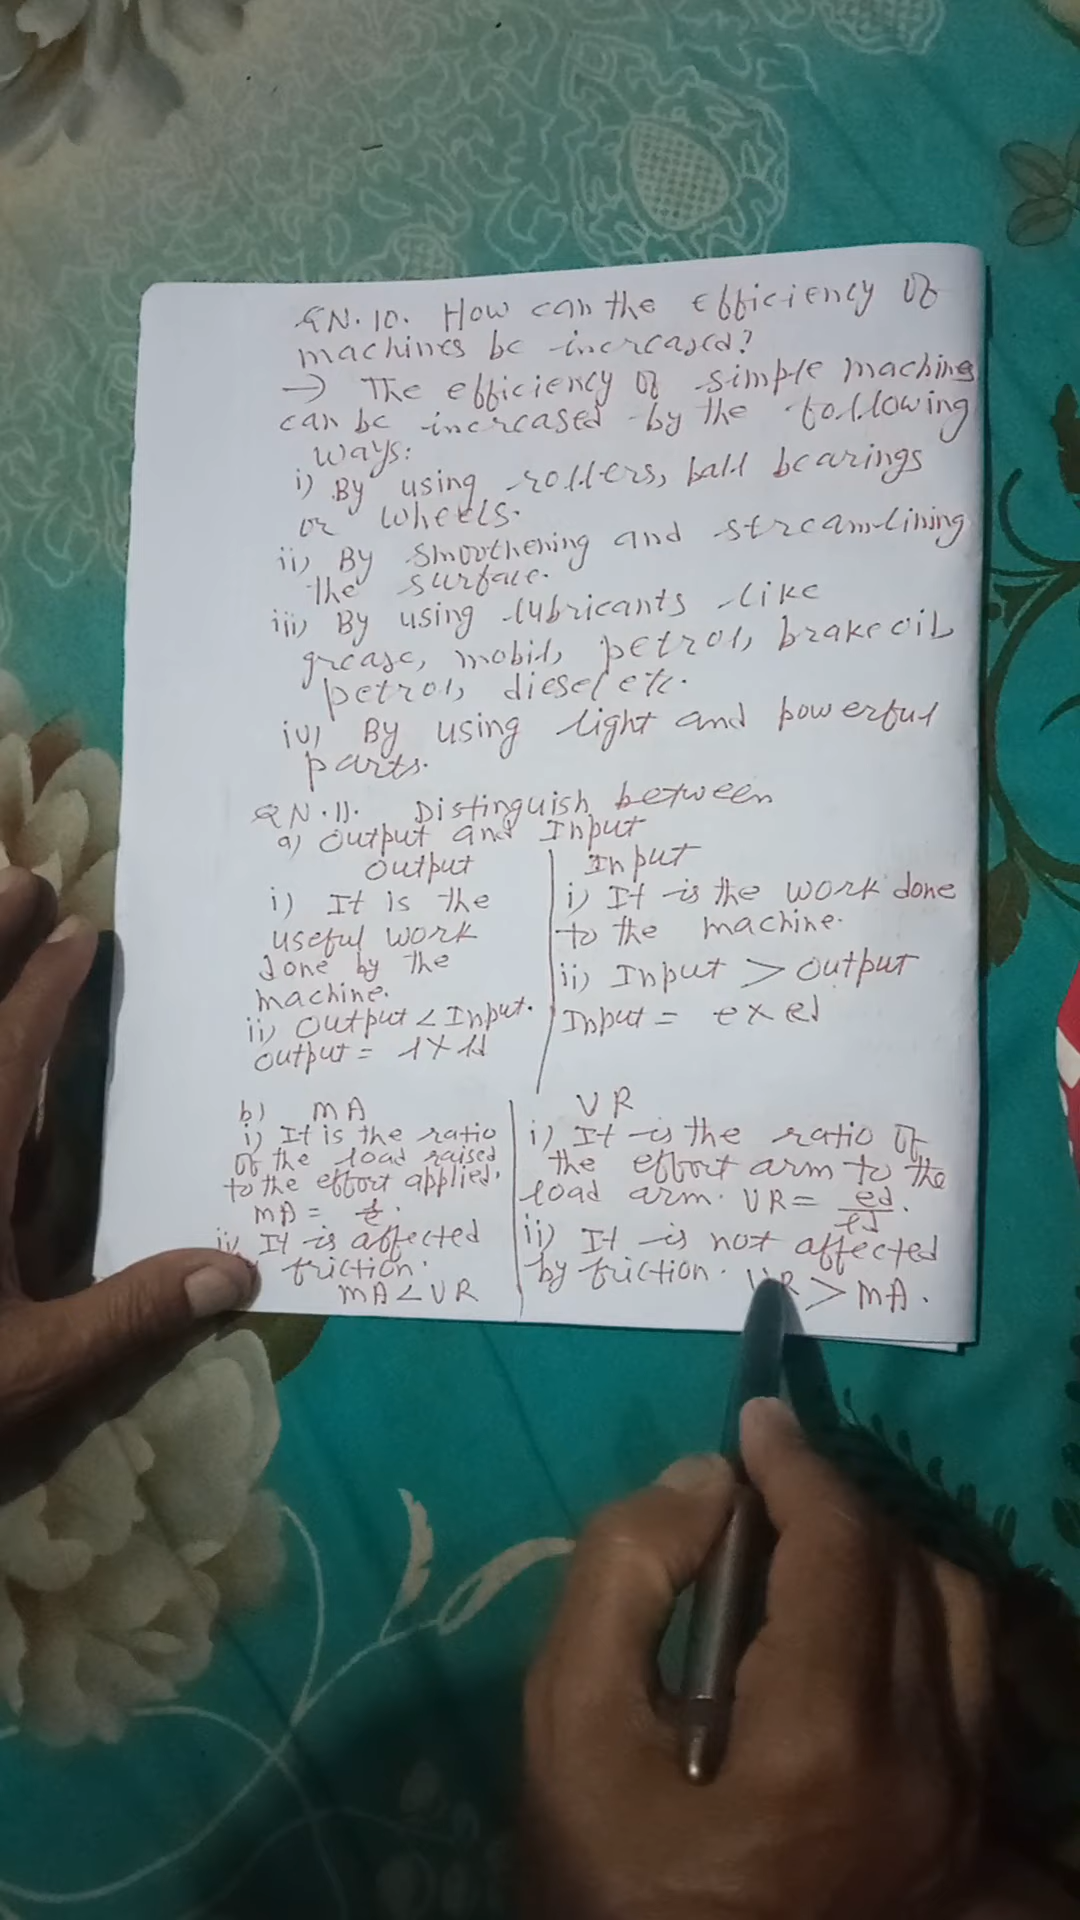 QN.10. How can the efficiency of
machines be increased?
→ The efficiency of simple machine
can be increased by the following
ways:
i) By using rollers, ball bearings
or wheels.
ii) By smoothening and streamlining
the surface.
iii) By using lubricants like
grease, mobil, petrol, brake oil
petrol, diesel etc.
iv) By using light and powerful
parts.
QN.11. Distinguish between
a) Output and Input
Output
i) It is the
useful work
done by the
machine.
ii) Output < Input.
Output = l × ld
Input
i) It is the work done
to the machine.
ii) Input > Output
Input = e × ed
b) MA
i) It is the ratio
of the load raised
to the effort applied.
MA = l/e.
It is affected
friction.
MA < VR
VR
i) It is the ratio of
the effort arm to the
load arm. VR = ed/ld.
ii) It is not affected
by friction. VR > MA.